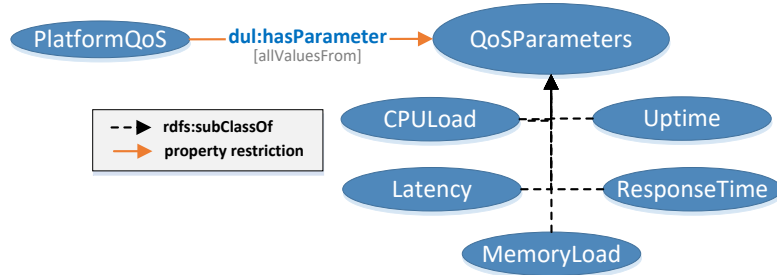 PlatformQoS
dul:hasParameter
[allValuesFrom]
QoSParameters
CPULoad
Uptime
rdfs:subClassOf
property restriction
Latency
ResponseTime
MemoryLoad